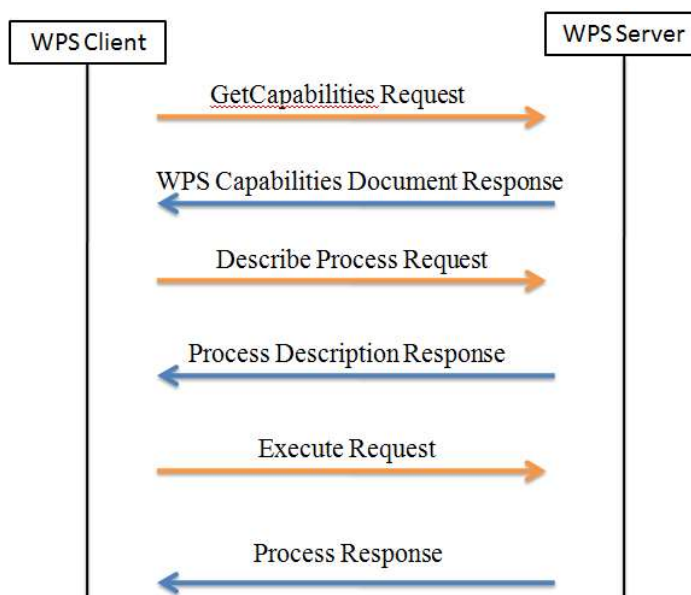 WPS Client
WPS Server
GetCapabilities Request
WPS Capabilities Document Response
Describe Process Request
Process Description Response
Execute Request
Process Response